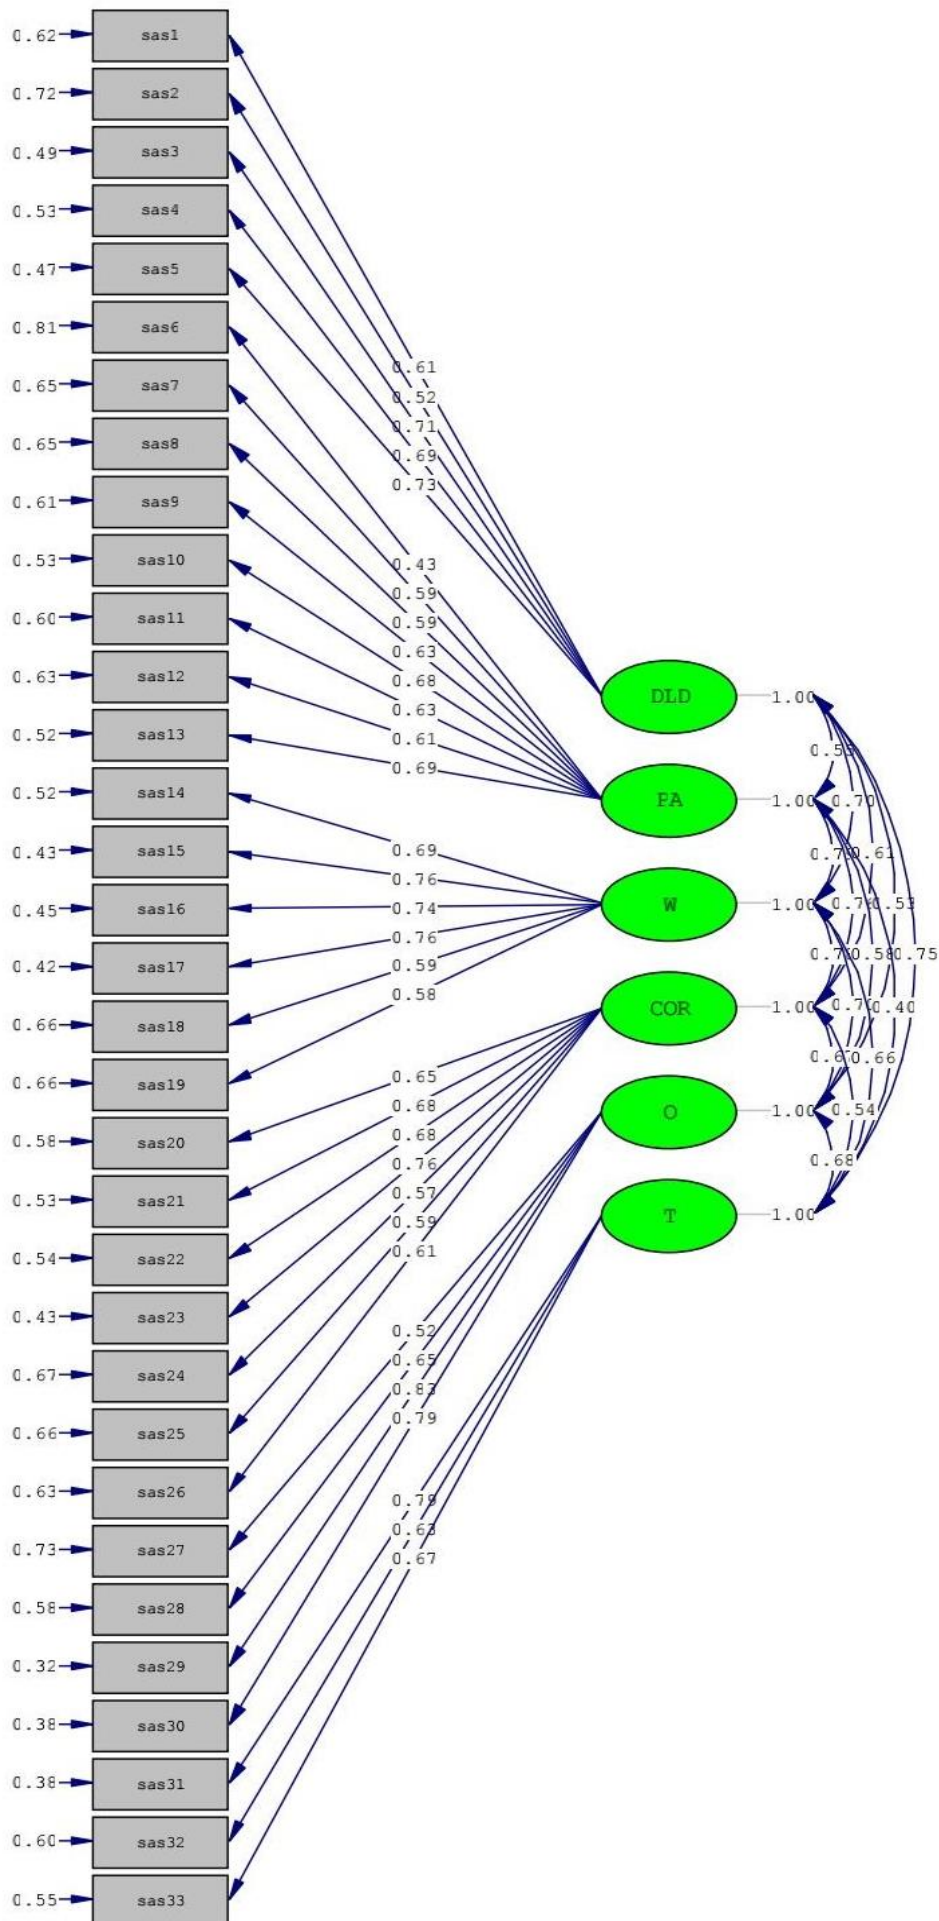 0.62 sas1
0.72 sas2
0.49 sas3
0.53 sas4
0.47 sas5
0.81 sas6
0.65 sas7
0.65 sas8
0.61 sas9
0.53 sas10
0.60 sas11
0.63 sas12
0.52 sas13
0.52 sas14
0.43 sas15
0.45 sas16
0.42 sas17
0.66 sas18
0.66 sas19
0.58 sas20
0.53 sas21
0.54 sas22
0.43 sas23
0.67 sas24
0.66 sas25
0.63 sas26
0.73 sas27
0.58 sas28
0.32 sas29
0.38 sas30
0.38 sas31
0.60 sas32
0.55 sas33
0.61
0.52
0.71
0.69
0.73
0.43
0.59
0.59
0.63
0.68
0.63
0.61
0.69
0.69
0.76
0.74
0.76
0.59
0.58
0.65
0.68
0.68
0.76
0.57
0.59
0.61
0.52
0.65
0.83
0.79
0.79
0.63
0.67
DLD 1.00
PA 1.00
W 1.00
COR 1.00
O 1.00
T 1.00
0.70
0.61
0.53
0.58
0.75
0.40
0.66
0.54
0.68